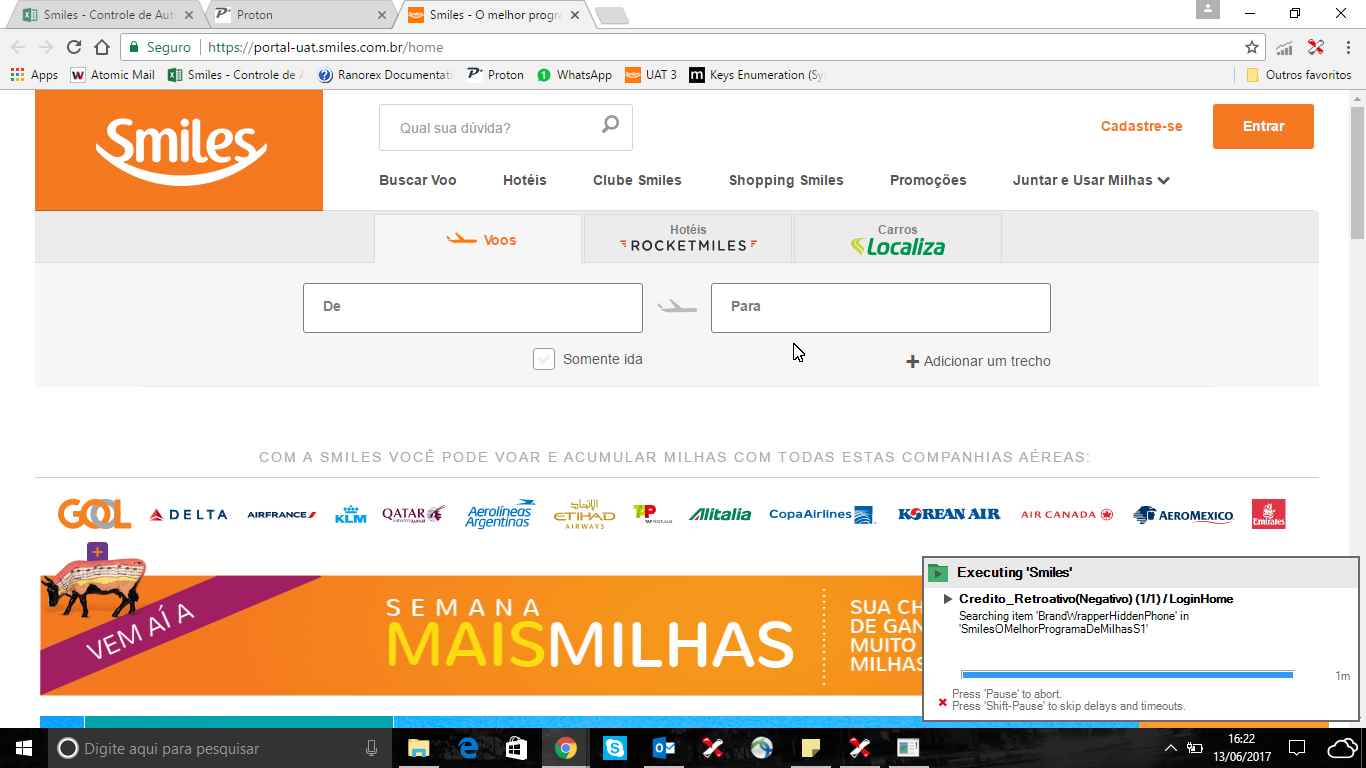 Smiles - Controle de Aut
Proton
Smiles - O melhor progra
Seguro
https://portal-uat.smiles.com.br/home
Apps
Atomic Mail
Smiles - Controle de A
Ranorex Documentati
Proton
WhatsApp
UAT 3
Keys Enumeration (Sy
Outros favoritos
Smiles
Qual sua dúvida?
Cadastre-se
Entrar
Buscar Voo
Hotéis
Clube Smiles
Shopping Smiles
Promoções
Juntar e Usar Milhas
Voos
Hotéis
ROCKETMILES
Carros
Localiza
De
Para
Somente ida
Adicionar um trecho
COM A SMILES VOCÊ PODE VOAR E ACUMULAR MILHAS COM TODAS ESTAS COMPANHIAS AÉREAS:
GOL
DELTA
AIRFRANCE
KLM
QATAR
Aerolíneas
Argentinas
ETIHAD
AIRWAYS
TAP
Alitalia
CopaAirlines
KOREAN AIR
AIR CANADA
AEROMEXICO
Emirates
VEM AÍ A
SEMANA
MAISMILHAS
SUA CH
DE GAN
MUITO
MILHAS
Executing 'Smiles'
Credito_Retroativo(Negativo) (1/1) / LoginHome
Searching item 'BrandWrapperHiddenPhone' in
'SmilesOMelhorProgramaDeMilhasS1'
1m
Press 'Pause' to abort.
Press 'Shift-Pause' to skip delays and timeouts.
Digite aqui para pesquisar
16:22
13/06/2017